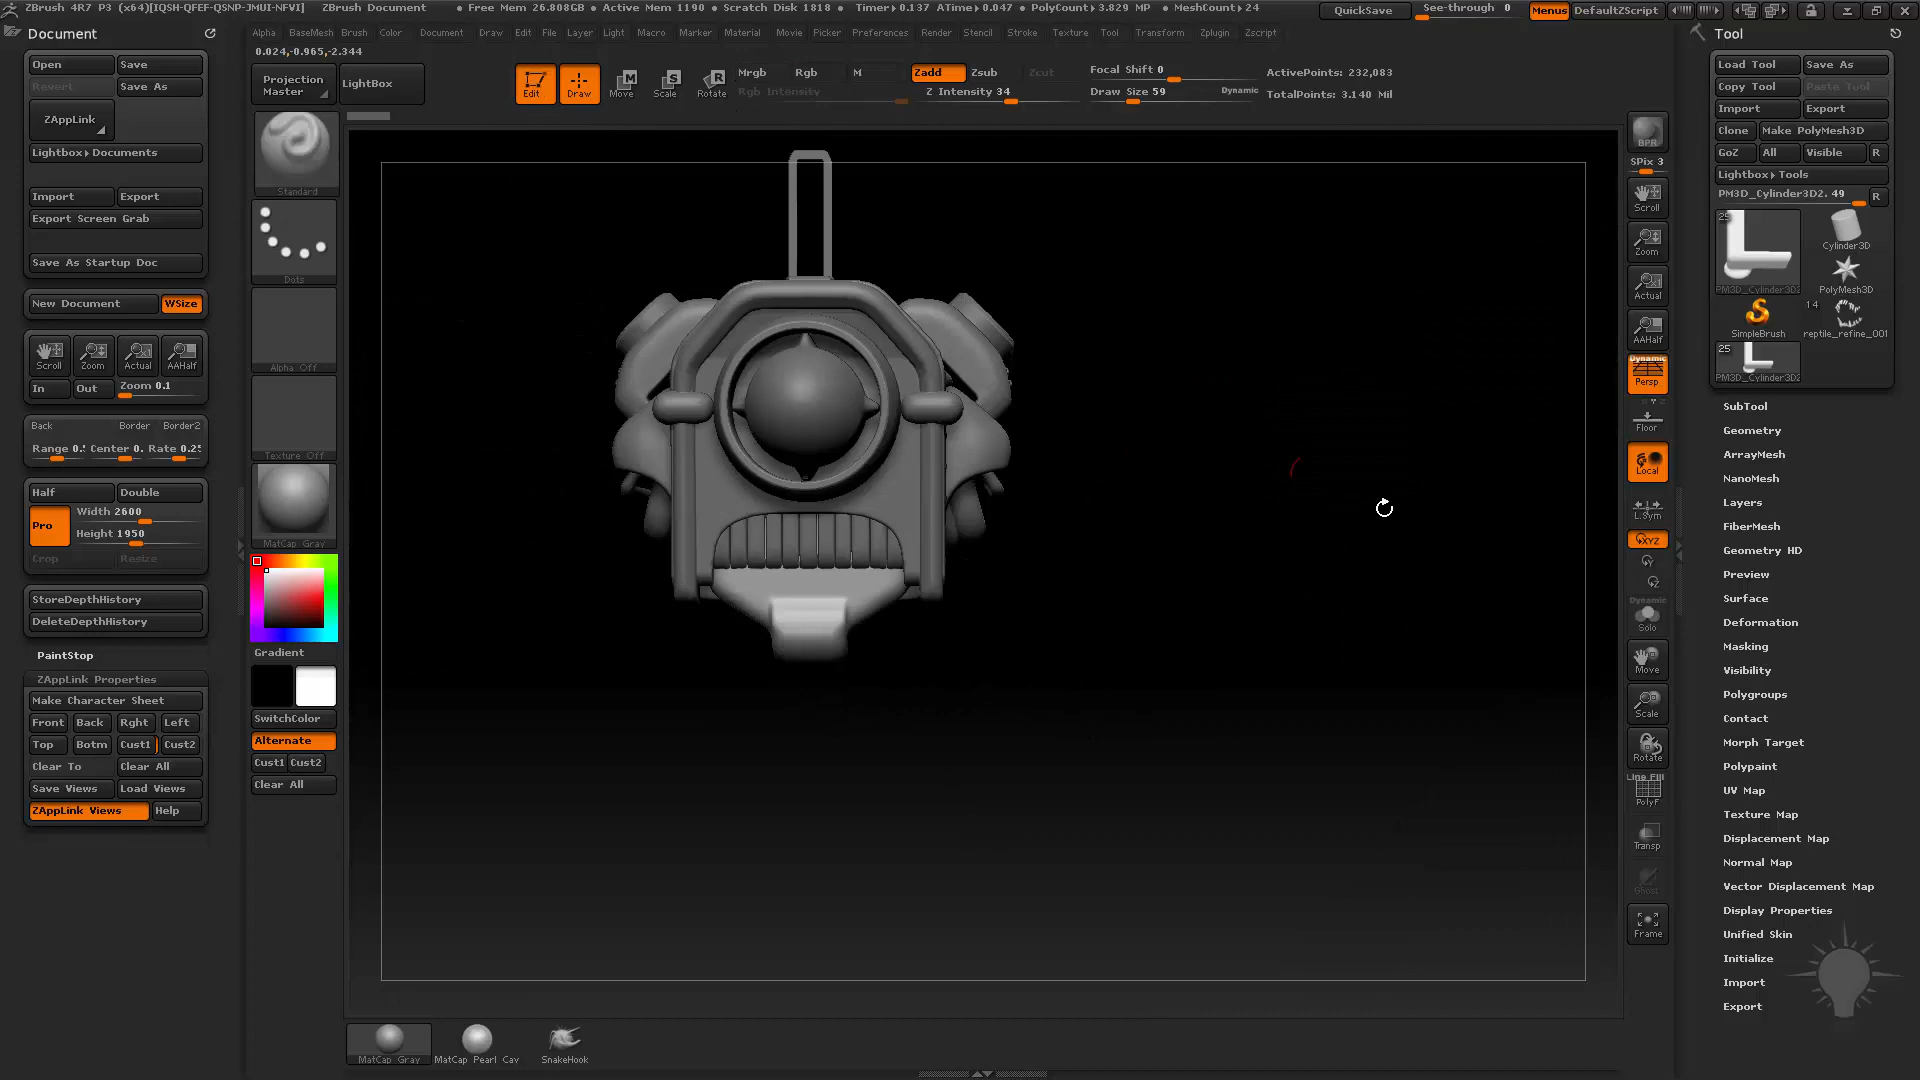 ZBrush 4R7 P3 (x64)[IQSH-QFEF-QSNP-JMUI-NFVI] ZBrush Document • Free Mem 26.808GB • Active Mem 1190 • Scratch Disk 1818 • Timer▸0.137 ATime▸0.047 • PolyCount▸3.829 MP • MeshCount▸24 QuickSave See-through 0 Menus DefaultZScript
Document
Alpha BaseMesh Brush Color Document Draw Edit File Layer Light Macro Marker Material Movie Picker Preferences Render Stencil Stroke Texture Tool Transform Zplugin Zscript
Tool
0.024,-0.965,-2.344
Open Save
Revert Save As
ZAppLink
Lightbox▸Documents
Import Export
Export Screen Grab
Save As Startup Doc
New Document WSize
Scroll Zoom Actual AAHalf
In Out Zoom 0.1
Back Border Border2
Range 0. Center 0. Rate 0.25
Half Double
Pro Width 2600
Height 1950
Crop Resize
StoreDepthHistory
DeleteDepthHistory
PaintStop
ZAppLink Properties
Make Character Sheet
Front Back Rght Left
Top Botm Cust1 Cust2
Clear To Clear All
Save Views Load Views
ZAppLink Views Help
Projection Master
LightBox
Edit Draw Move Scale Rotate
Mrgb Rgb M
Rgb Intensity
Zadd Zsub Zcut
Z Intensity 34
Focal Shift 0
Draw Size 59 Dynamic
ActivePoints: 232,083
TotalPoints: 3.140 Mil
Standard
Dots
Alpha Off
Texture Off
MatCap Gray
Gradient
SwitchColor
Alternate
Cust1 Cust2
Clear All
MatCap Gray MatCap Pearl Cav SnakeHook
BPR
SPix 3
Scroll
Zoom
Actual
AAHalf
Dynamic
Persp
Floor
Local
L.Sym
XYZ
Y
Z
Dynamic
Solo
Move
Scale
Rotate
Line Fill
PolyF
Transp
Ghost
Frame
Load Tool Save As
Copy Tool Paste Tool
Import Export
Clone Make PolyMesh3D
GoZ All Visible R
Lightbox▸Tools
PM3D_Cylinder3D2. 49 R
25
PM3D_Cylinder3D2
Cylinder3D
PolyMesh3D
SimpleBrush
14
reptile_refine_001
25
PM3D_Cylinder3D2
SubTool
Geometry
ArrayMesh
NanoMesh
Layers
FiberMesh
Geometry HD
Preview
Surface
Deformation
Masking
Visibility
Polygroups
Contact
Morph Target
Polypaint
UV Map
Texture Map
Displacement Map
Normal Map
Vector Displacement Map
Display Properties
Unified Skin
Initialize
Import
Export